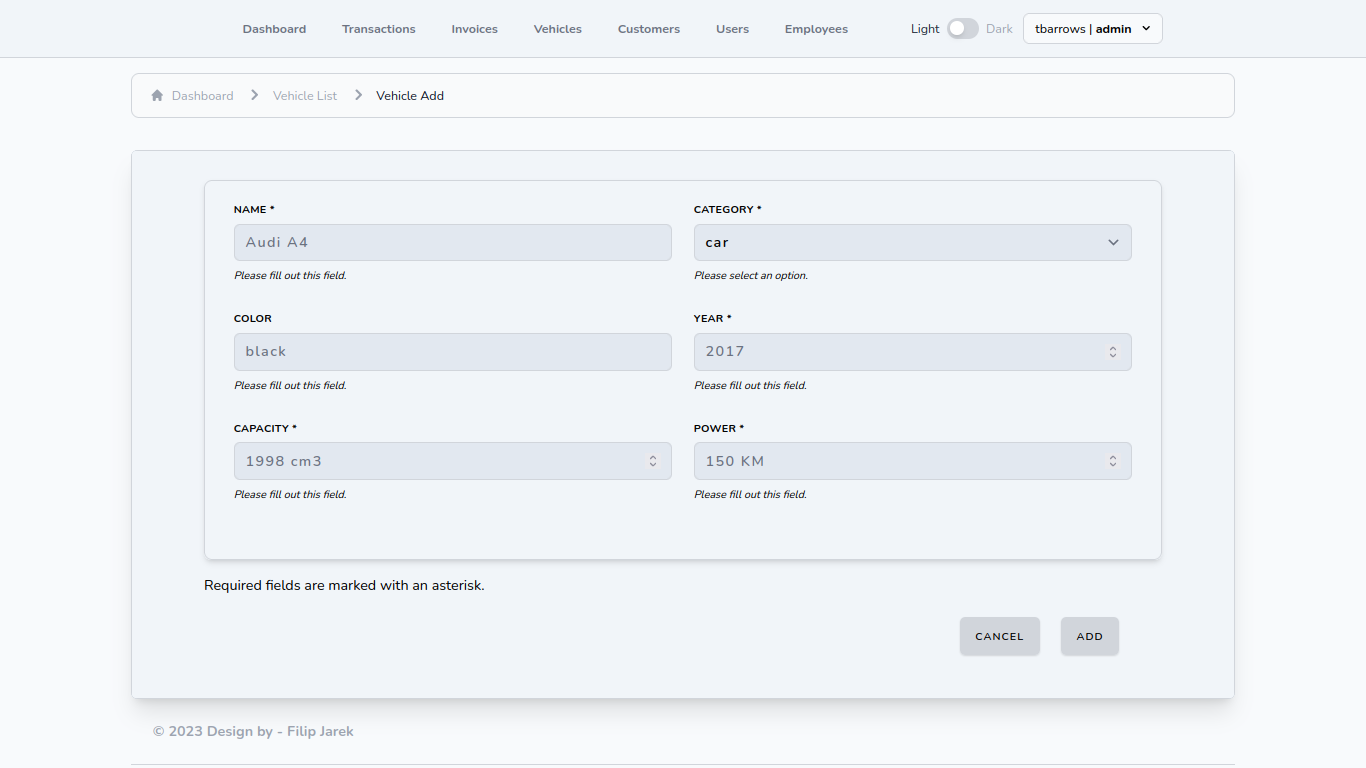 Dashboard Transactions Invoices Vehicles Customers Users Employees Light Dark tbarrows | admin
Dashboard Vehicle List Vehicle Add
NAME * CATEGORY *
Audi A4 car
Please fill out this field. Please select an option.
COLOR YEAR *
black 2017
Please fill out this field. Please fill out this field.
CAPACITY * POWER *
1998 cm3 150 KM
Please fill out this field. Please fill out this field.
Required fields are marked with an asterisk.
CANCEL ADD
© 2023 Design by - Filip Jarek